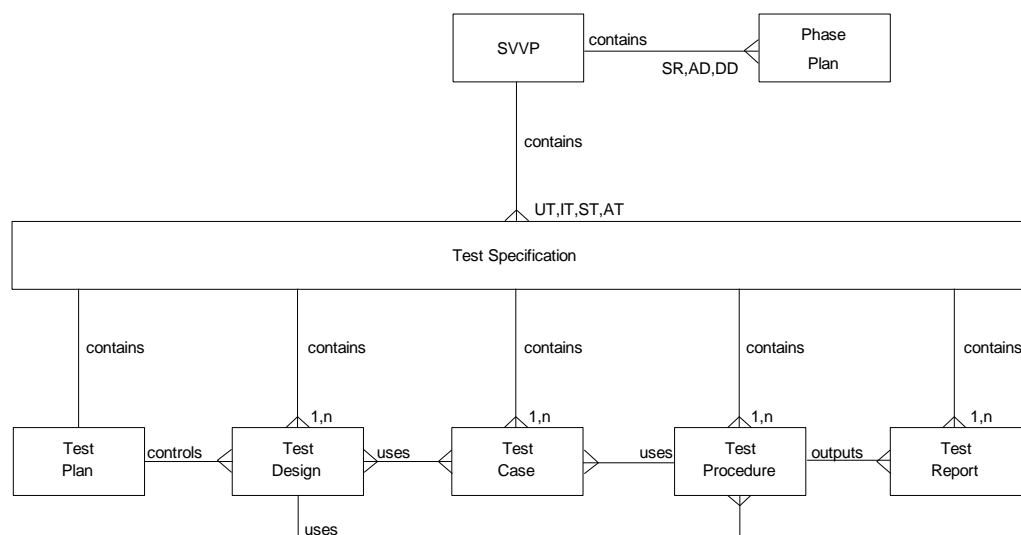 SVVP
contains
SR,AD,DD
Phase
Plan
contains
UT,IT,ST,AT
Test Specification
contains
contains
contains
contains
contains
1,n
1,n
1,n
1,n
Test
Plan
controls
Test
Design
uses
Test
Case
uses
Test
Procedure
outputs
Test
Report
uses